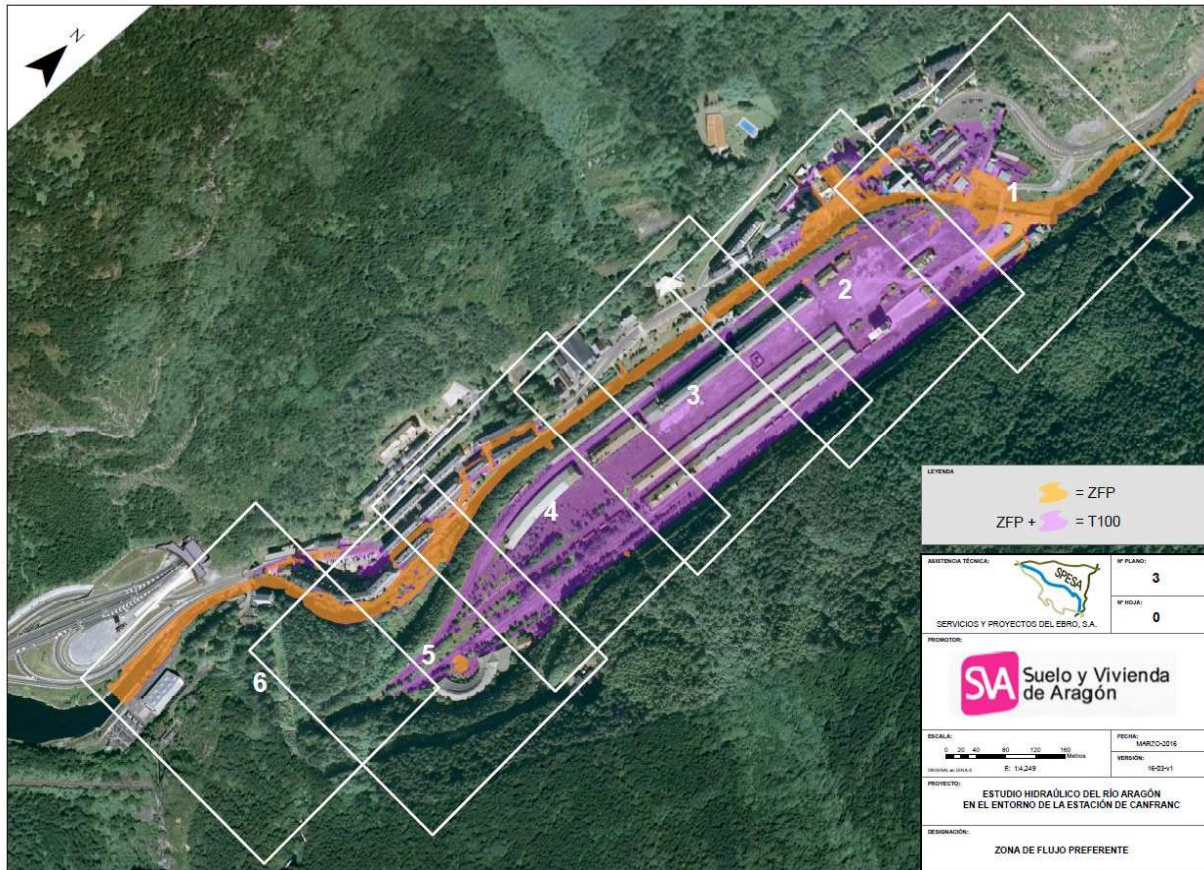 N
1
2
3
4
5
6
LEYENDA
= ZFP
ZFP + = T100
ASISTENCIA TÉCNICA:
SPESA
SERVICIOS Y PROYECTOS DEL EBRO, S.A.
Nº PLANO:
3
Nº HOJA:
0
PROMOTOR:
SVA Suelo y Vivienda
de Aragón
ESCALA:
0 20 40 80 120 160
Metros
E: 1:4,249
FECHA:
MARZO-2016
VERSIÓN:
16-03-v1
PROYECTO:
ESTUDIO HIDRAÚLICO DEL RÍO ARAGÓN
EN EL ENTORNO DE LA ESTACIÓN DE CANFRANC
DESIGNACIÓN:
ZONA DE FLUJO PREFERENTE